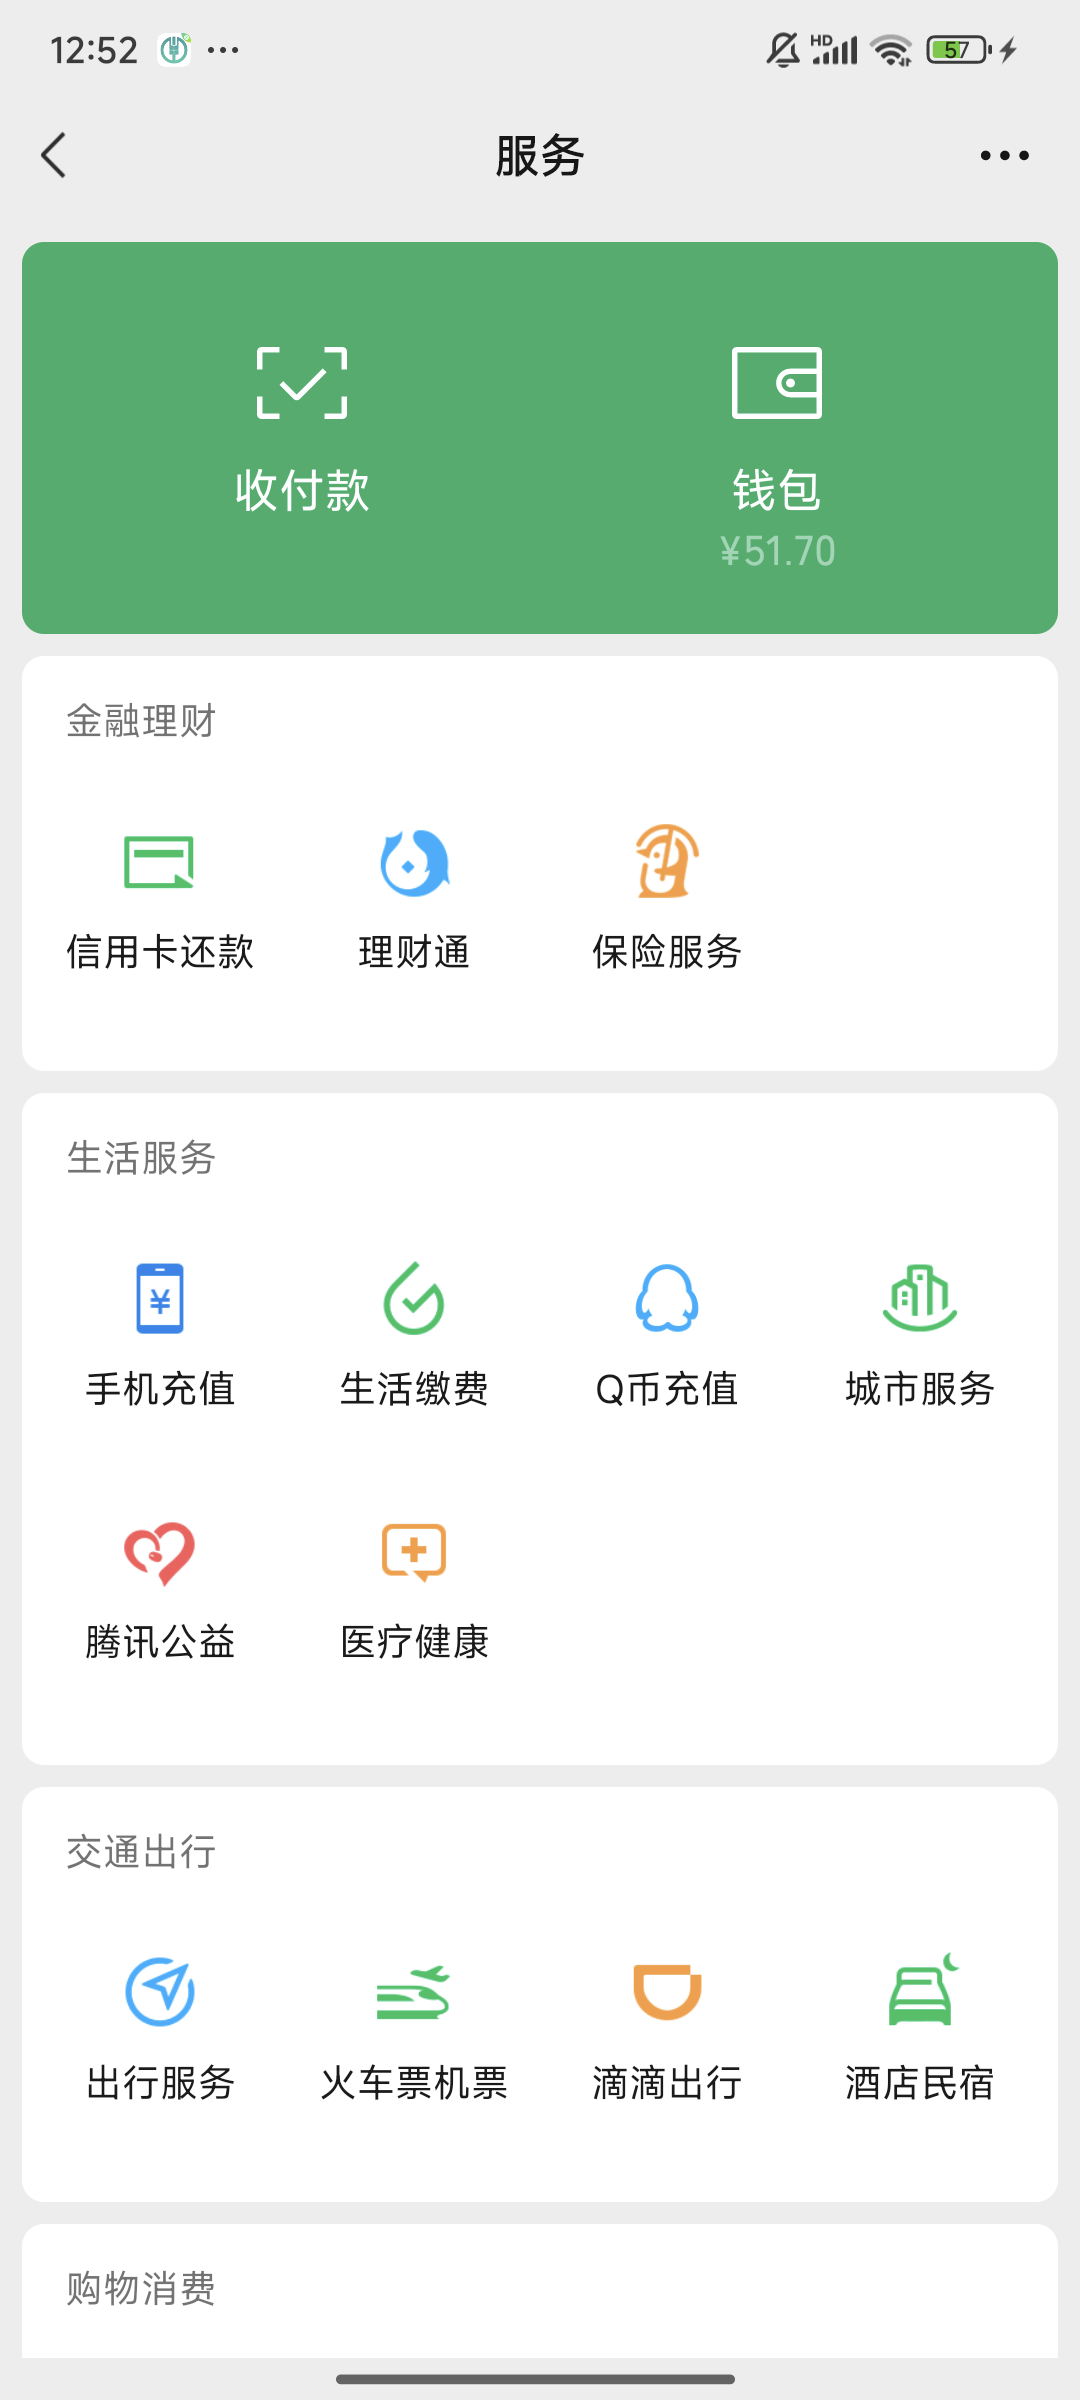 12:52
HD
57
服务
收付款
钱包
¥51.70
金融理财
信用卡还款
理财通
保险服务
生活服务
¥
手机充值
生活缴费
Q币充值
城市服务
腾讯公益
医疗健康
交通出行
出行服务
火车票机票
滴滴出行
酒店民宿
购物消费